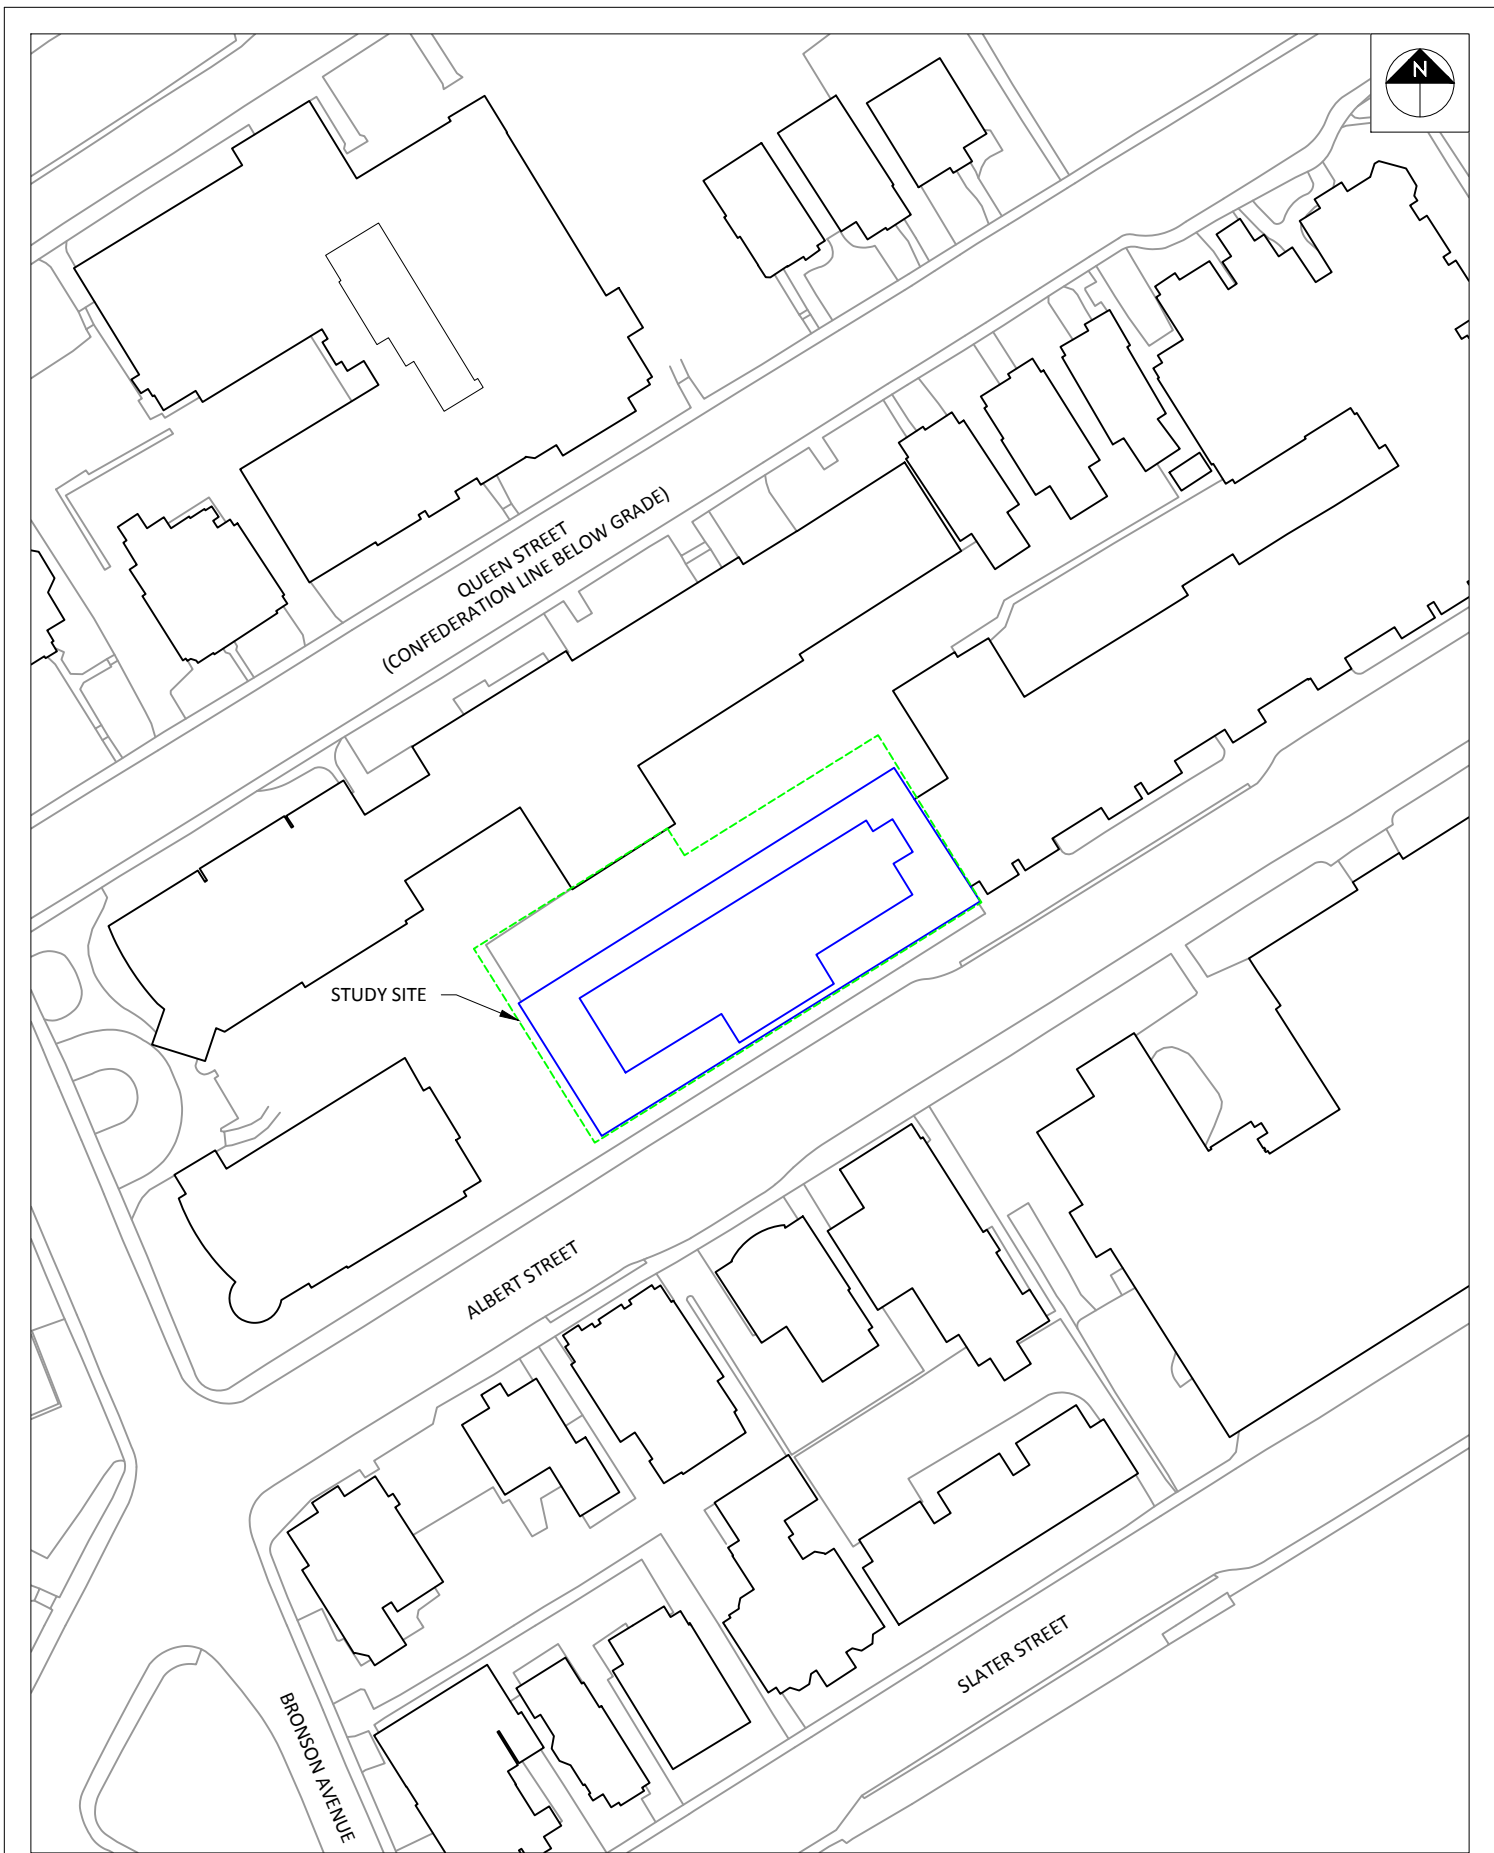 N
QUEEN STREET
(CONFEDERATION LINE BELOW GRADE)
STUDY SITE
ALBERT STREET
SLATER STREET
BRONSON AVENUE